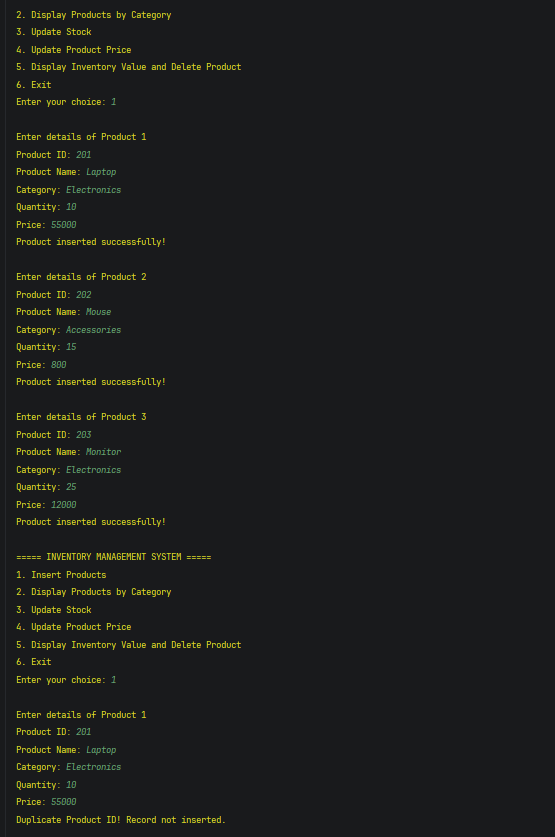 2. Display Products by Category
3. Update Stock
4. Update Product Price
5. Display Inventory Value and Delete Product
6. Exit
Enter your choice: 1
Enter details of Product 1
Product ID: 201
Product Name: Laptop
Category: Electronics
Quantity: 10
Price: 55000
Product inserted successfully!
Enter details of Product 2
Product ID: 202
Product Name: Mouse
Category: Accessories
Quantity: 15
Price: 800
Product inserted successfully!
Enter details of Product 3
Product ID: 203
Product Name: Monitor
Category: Electronics
Quantity: 25
Price: 12000
Product inserted successfully!
===== INVENTORY MANAGEMENT SYSTEM =====
1. Insert Products
2. Display Products by Category
3. Update Stock
4. Update Product Price
5. Display Inventory Value and Delete Product
6. Exit
Enter your choice: 1
Enter details of Product 1
Product ID: 201
Product Name: Laptop
Category: Electronics
Quantity: 10
Price: 55000
Duplicate Product ID! Record not inserted.